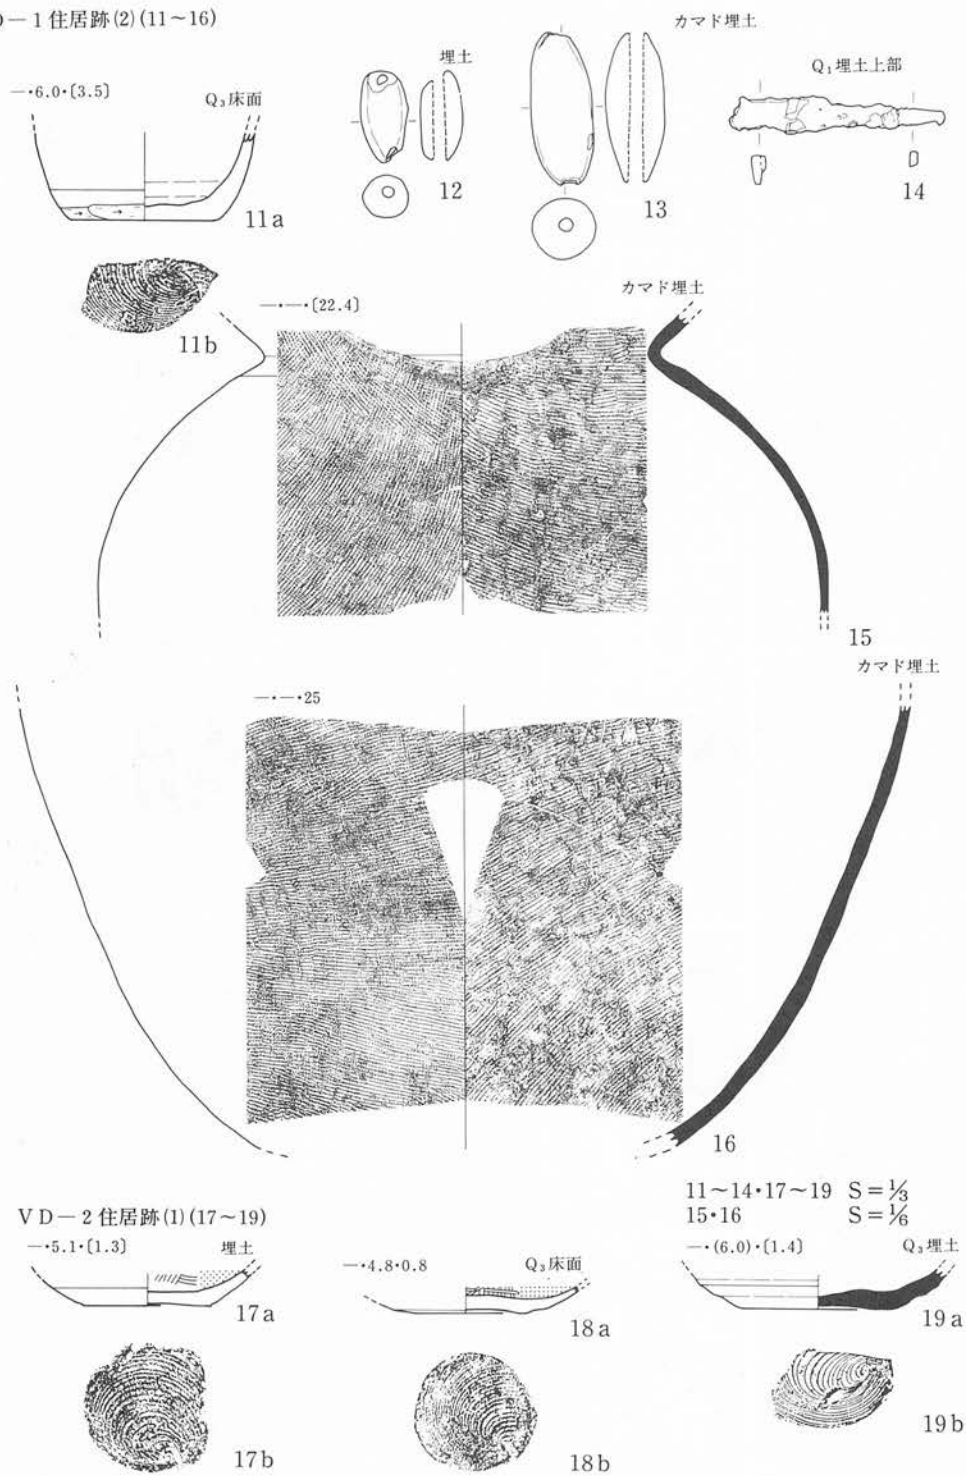 D－1住居跡(2)(11～16)
—・6.0・〔3.5〕 Q₃床面
11a
埋土
12
カマド埋土
13
Q₁埋土上部
14
11b
—・—・〔22.4〕
カマド埋土
15
—・—・25
カマド埋土
16
11～14・17～19 S＝⅓
15・16 S＝⅙
ⅤD－2住居跡(1)(17～19)
—・5.1・〔1.3〕 埋土
17a
—・4.8・0.8 Q₃床面
18a
—・(6.0)・〔1.4〕 Q₃埋土
19a
17b
18b
19b